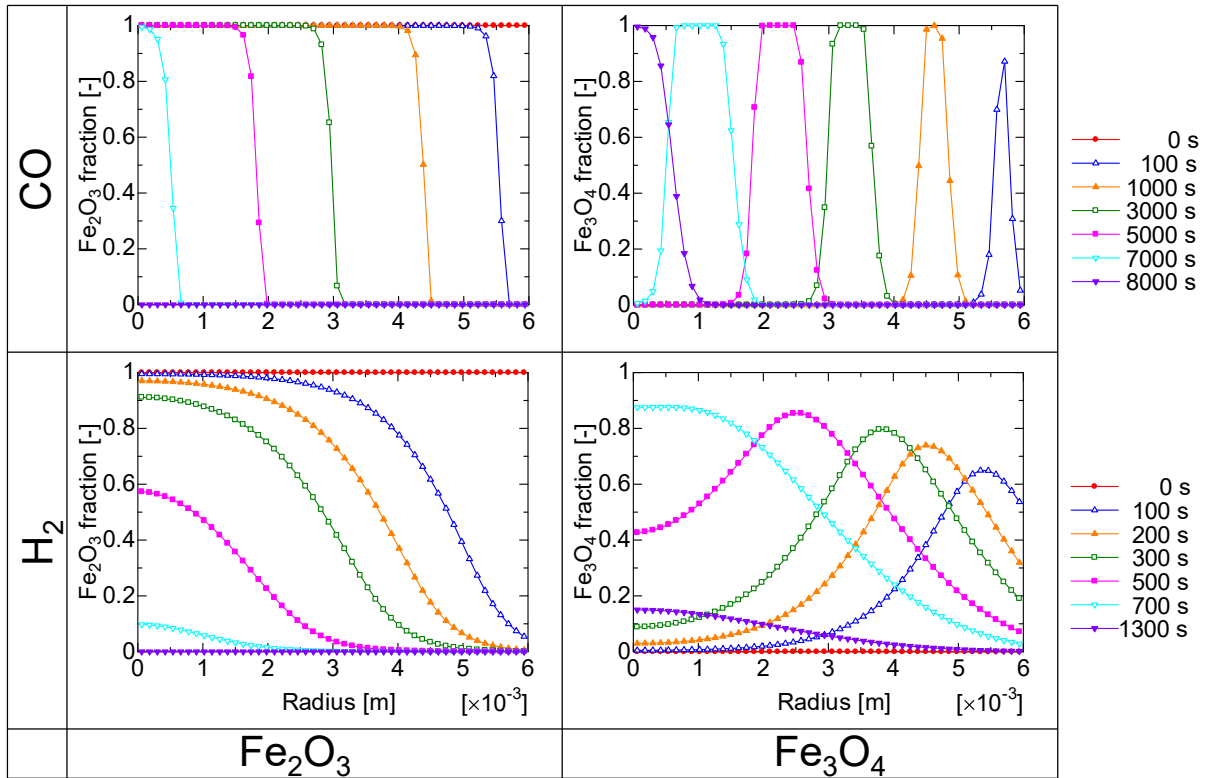 CO
Fe2O3 fraction [-]
1
0.8
0.6
0.4
0.2
0
0 1 2 3 4 5 6
Fe3O4 fraction [-]
1
0.8
0.6
0.4
0.2
0
0 1 2 3 4 5 6
0 s
100 s
1000 s
3000 s
5000 s
7000 s
8000 s
H2
Fe2O3 fraction [-]
1
0.8
0.6
0.4
0.2
0
0 1 2 3 4 5 6
Radius [m] [×10-3]
Fe3O4 fraction [-]
1
0.8
0.6
0.4
0.2
0
0 1 2 3 4 5 6
Radius [m] [×10-3]
0 s
100 s
200 s
300 s
500 s
700 s
1300 s
Fe2O3
Fe3O4